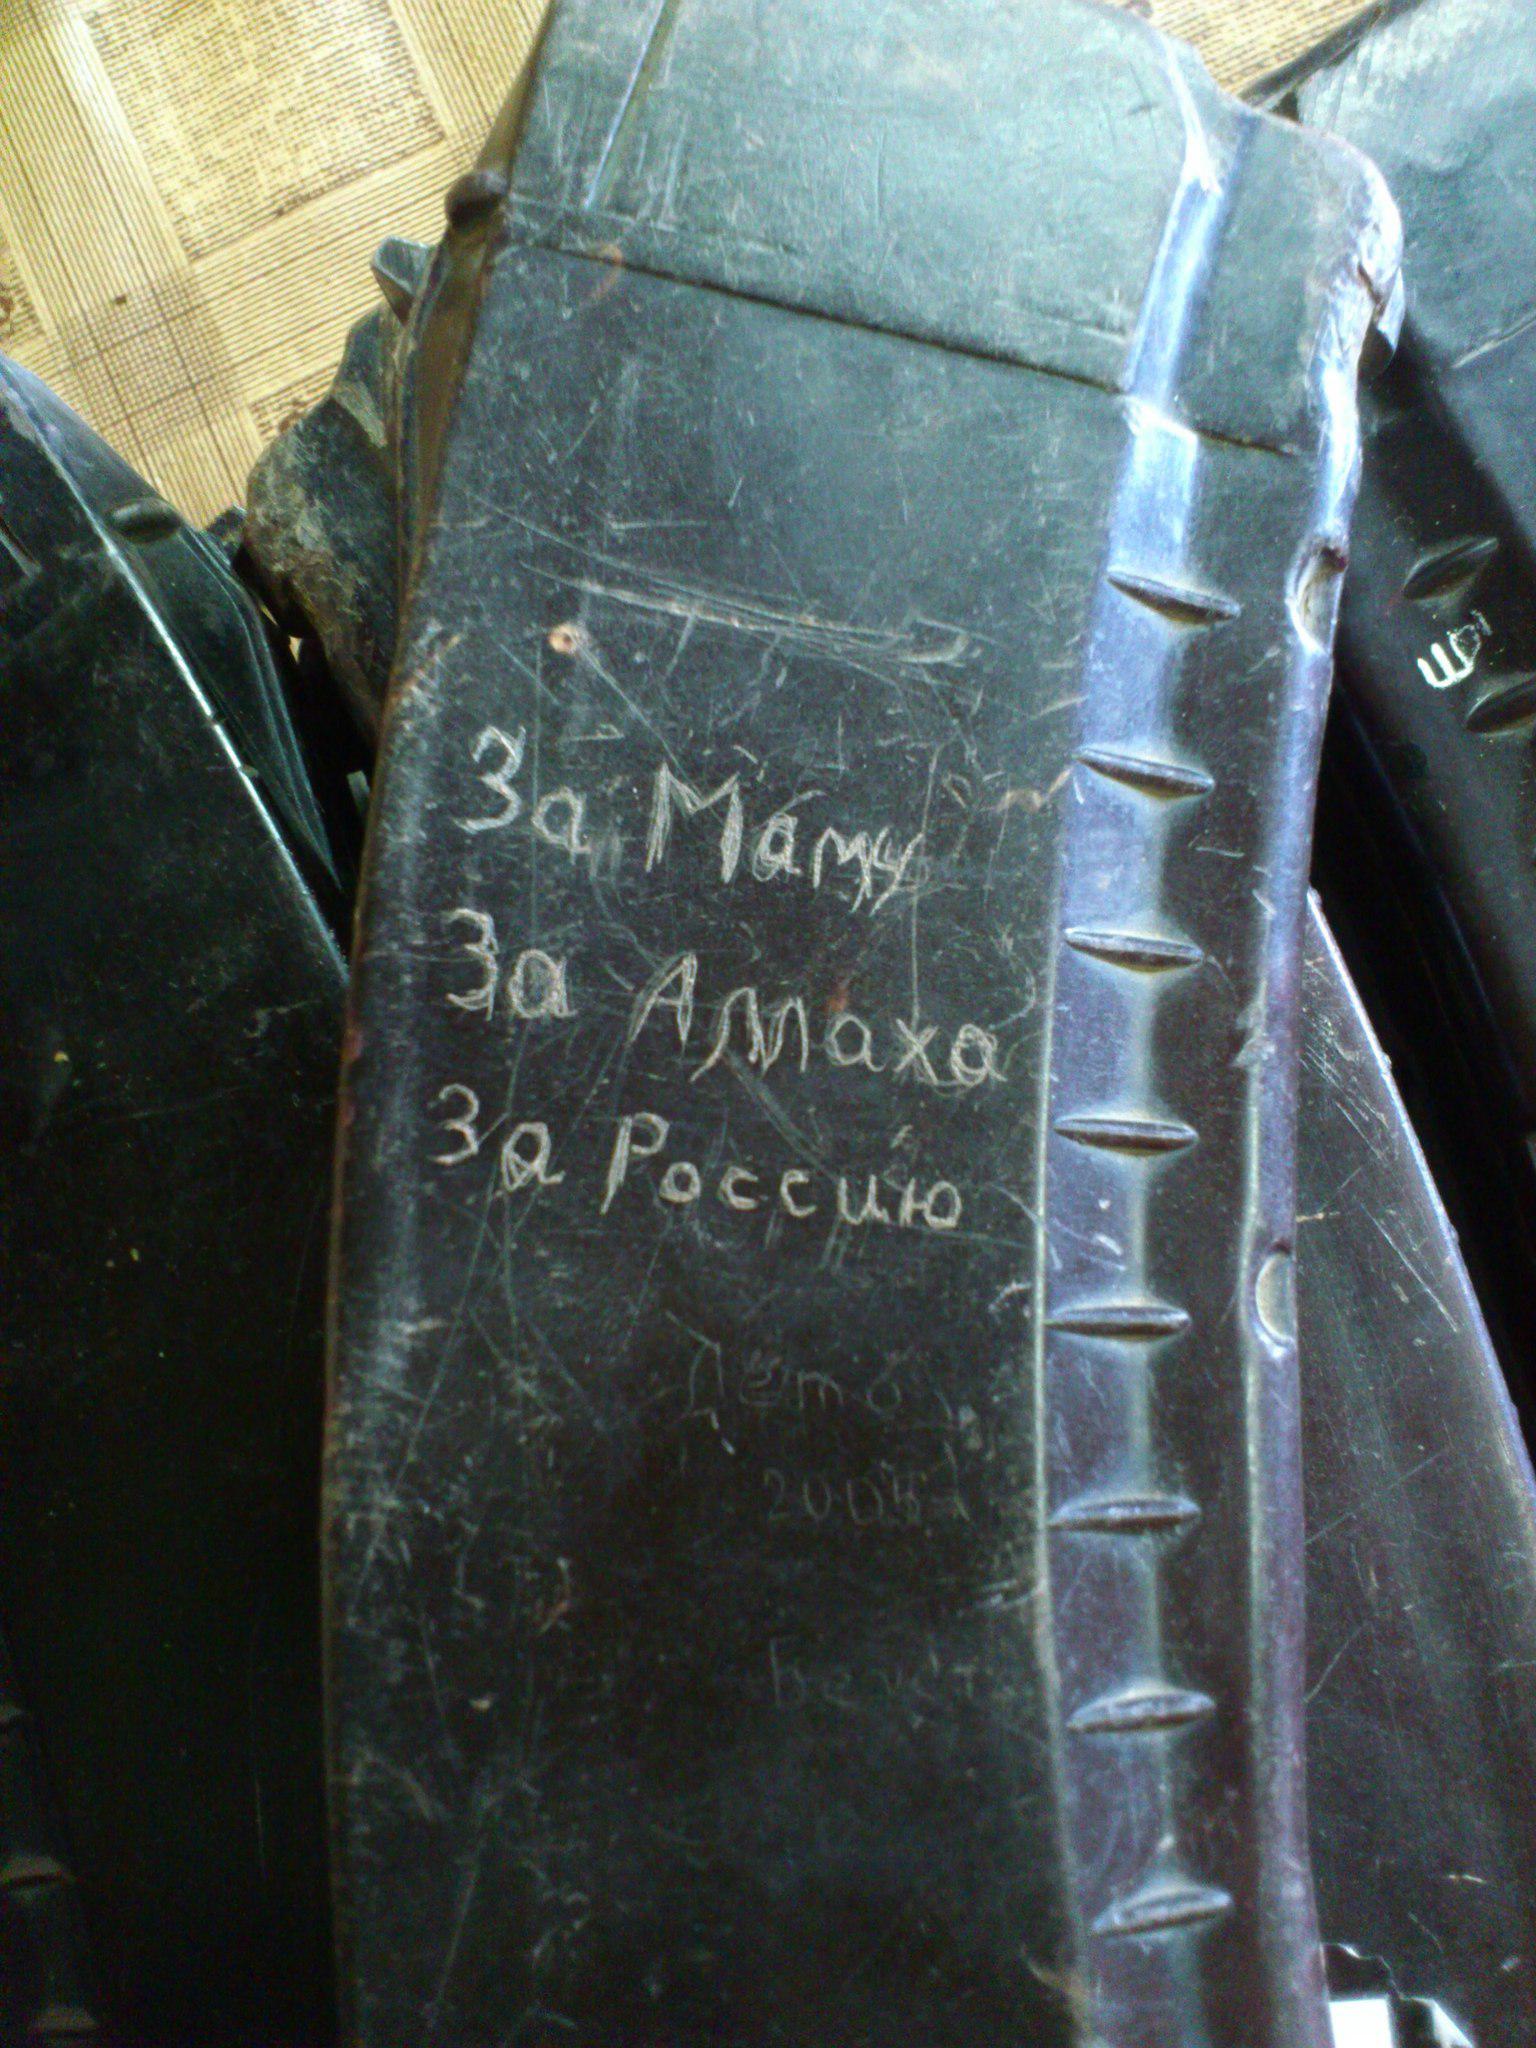 За Маму
За Аллаха
За Россию
Лето
2005